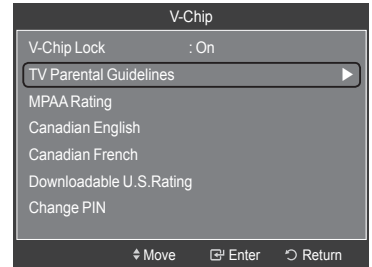 V-Chip
V-Chip Lock : On
TV Parental Guidelines
MPAA Rating
Canadian English
Canadian French
Downloadable U.S.Rating
Change PIN
Move Enter Return